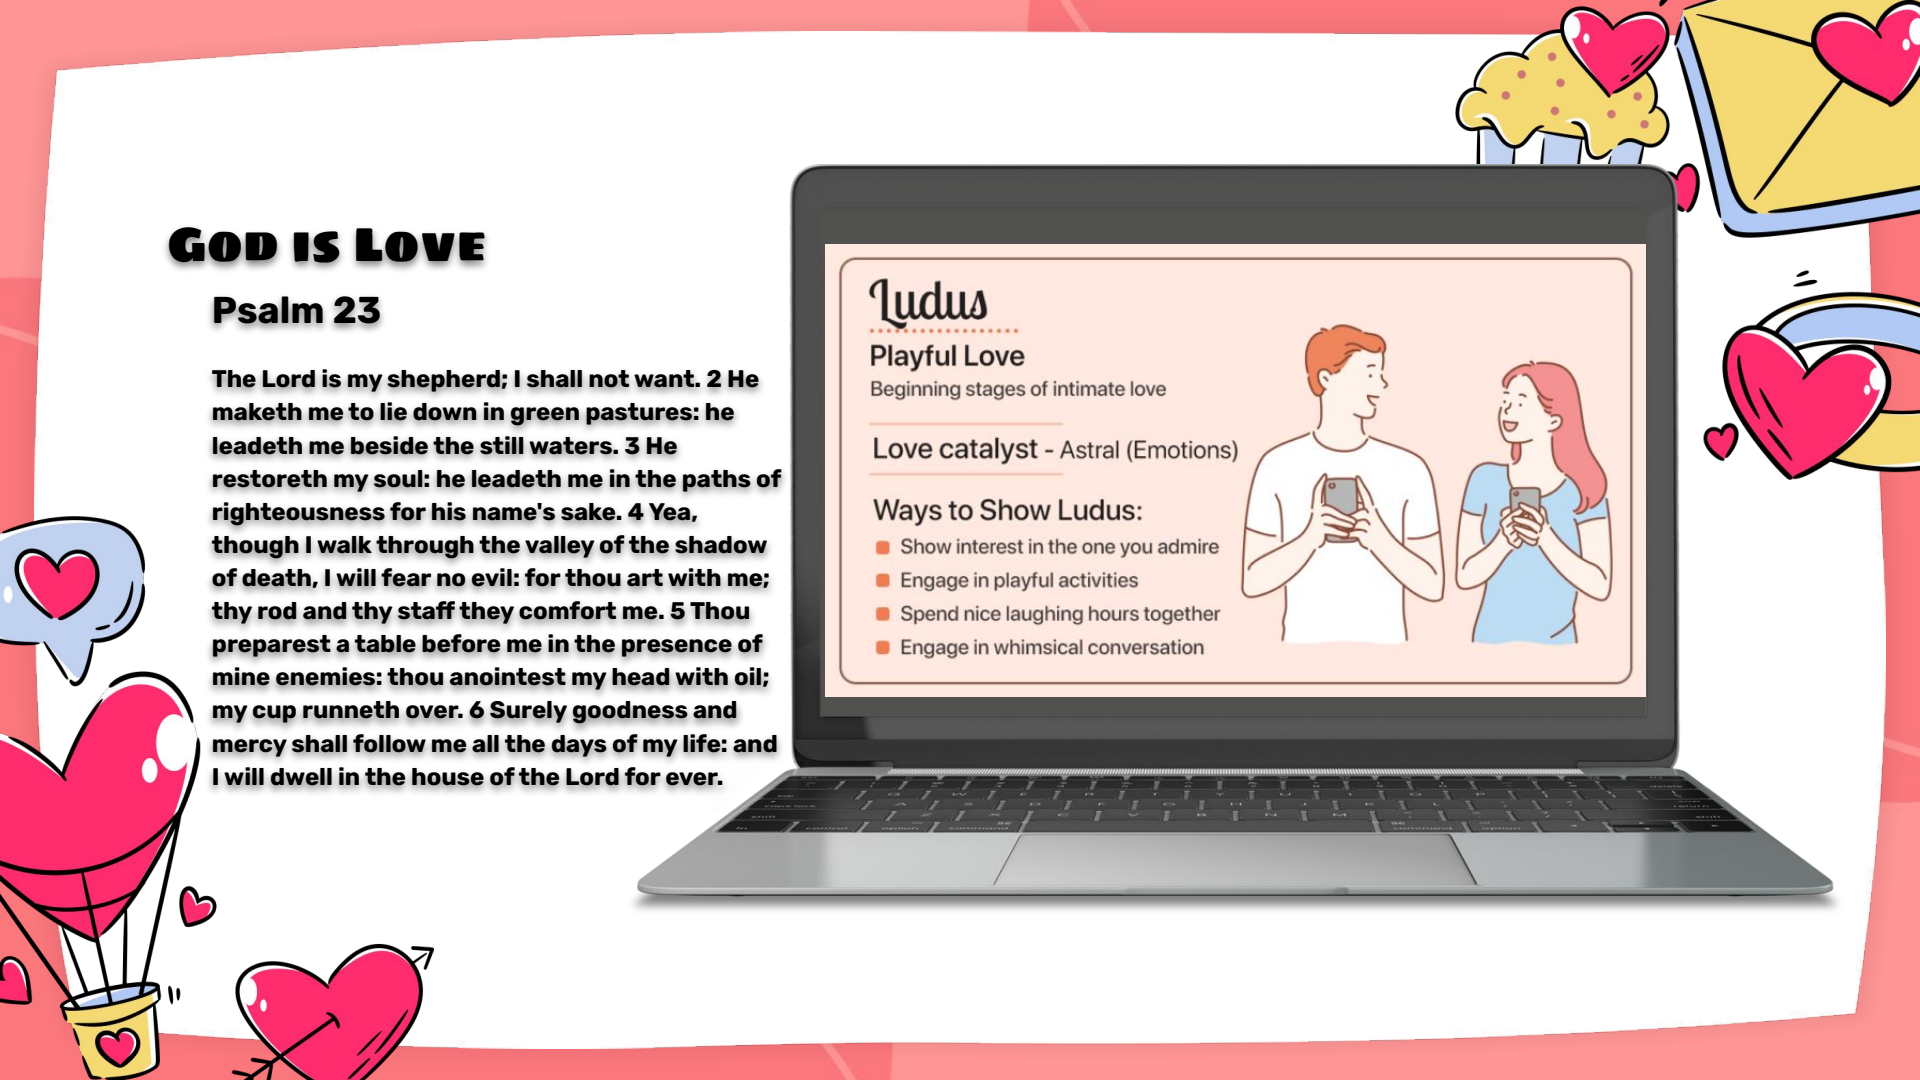 God is Love
Psalm 23
The Lord is my shepherd; I shall not want. 2 He
maketh me to lie down in green pastures: he
leadeth me beside the still waters. 3 He
restoreth my soul: he leadeth me in the paths of
righteousness for his name's sake. 4 Yea,
though I walk through the valley of the shadow
of death, I will fear no evil: for thou art with me;
thy rod and thy staff they comfort me. 5 Thou
preparest a table before me in the presence of
mine enemies: thou anointest my head with oil;
my cup runneth over. 6 Surely goodness and
mercy shall follow me all the days of my life: and
I will dwell in the house of the Lord for ever.
Ludus
Playful Love
Beginning stages of intimate love
Love catalyst - Astral (Emotions)
Ways to Show Ludus:
Show interest in the one you admire
Engage in playful activities
Spend nice laughing hours together
Engage in whimsical conversation